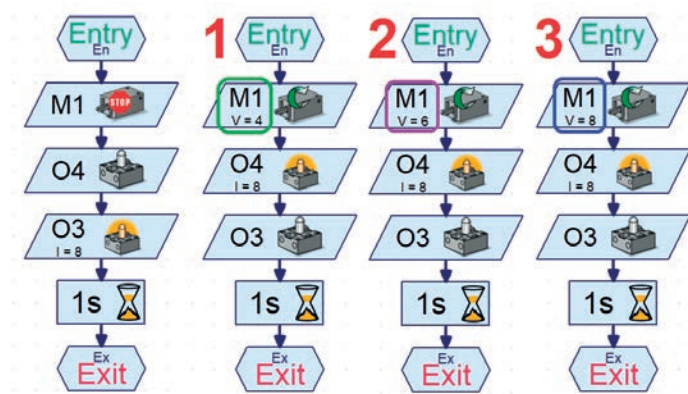 Entry
En
M1
STOP
O4
O3
I = 8
1s
Ex
Exit
1
Entry
En
M1
V = 4
O4
I = 8
O3
1s
Ex
Exit
2
Entry
En
M1
V = 6
O4
I = 8
O3
1s
Ex
Exit
3
Entry
En
M1
V = 8
O4
I = 8
O3
1s
Ex
Exit